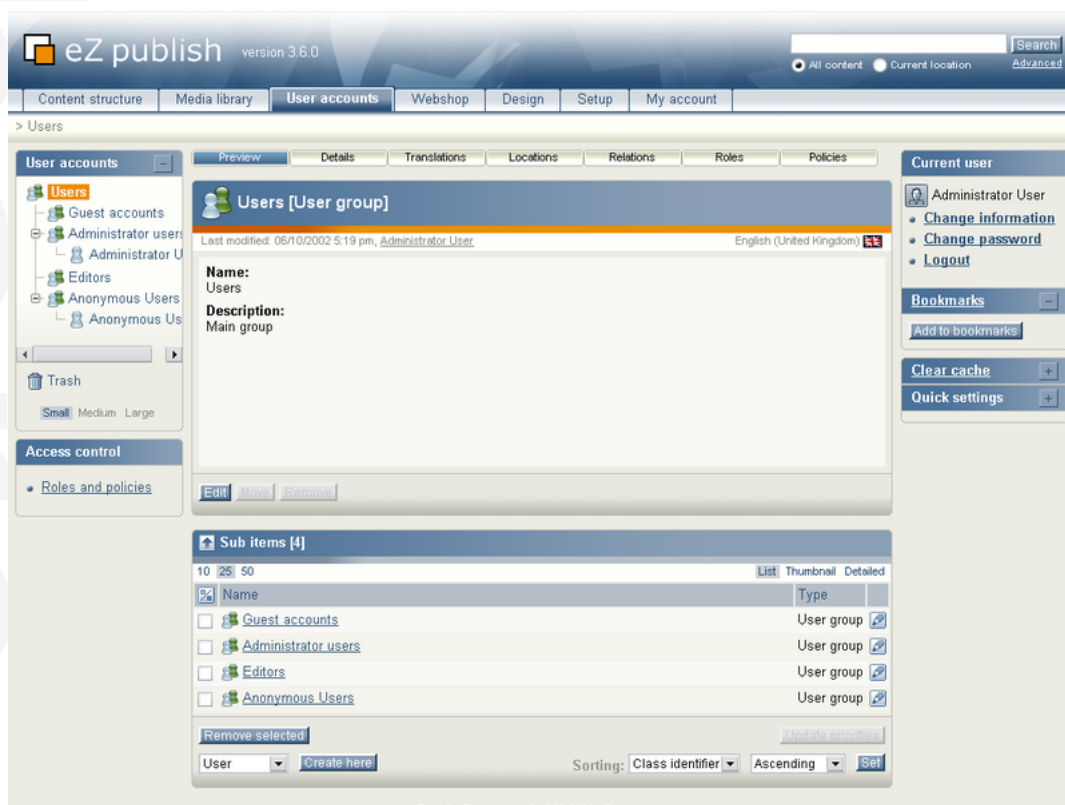 eZ publish version 3.6.0
Search
All content Current location Advanced
Content structure Media library User accounts Webshop Design Setup My account
> Users
User accounts
Users
Guest accounts
Administrator users
Administrator U
Editors
Anonymous Users
Anonymous Us
Trash
Small Medium Large
Access control
Roles and policies
Preview Details Translations Locations Relations Roles Policies
Users [User group]
Last modified: 06/10/2002 5:19 pm, Administrator User English (United Kingdom)
Name:
Users
Description:
Main group
Edit Move Remove
Sub items [4]
10 25 50 List Thumbnail Detailed
Name Type
Guest accounts User group
Administrator users User group
Editors User group
Anonymous Users User group
Remove selected Update priorities
User Create here Sorting: Class identifier Ascending Set
Current user
Administrator User
Change information
Change password
Logout
Bookmarks
Add to bookmarks
Clear cache
Quick settings